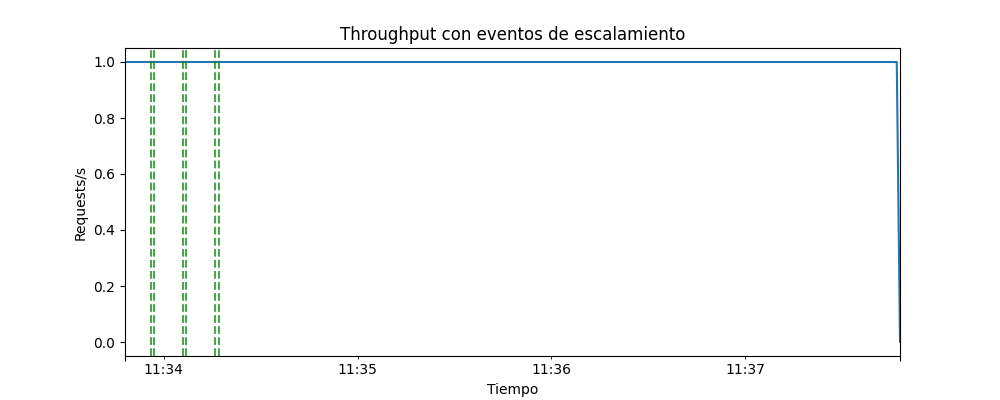 Throughput con eventos de escalamiento
Requests/s
1.0
0.8
0.6
0.4
0.2
0.0
11:34 11:35 11:36 11:37
Tiempo